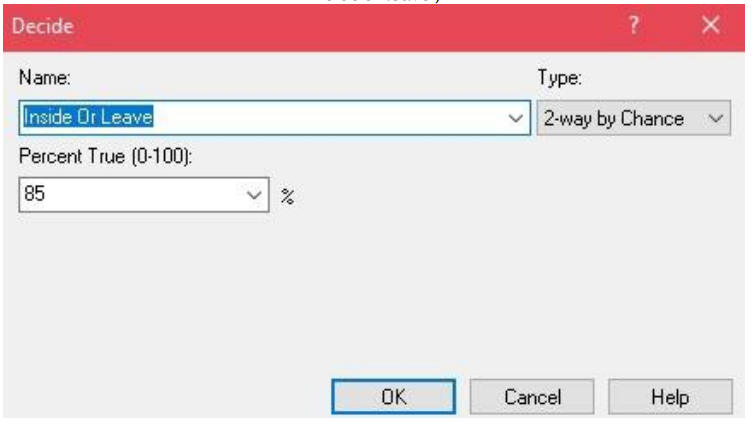 Decide ? ×
Name: Type:
Inside Or Leave 2-way by Chance
Percent True (0-100):
85 %
OK Cancel Help